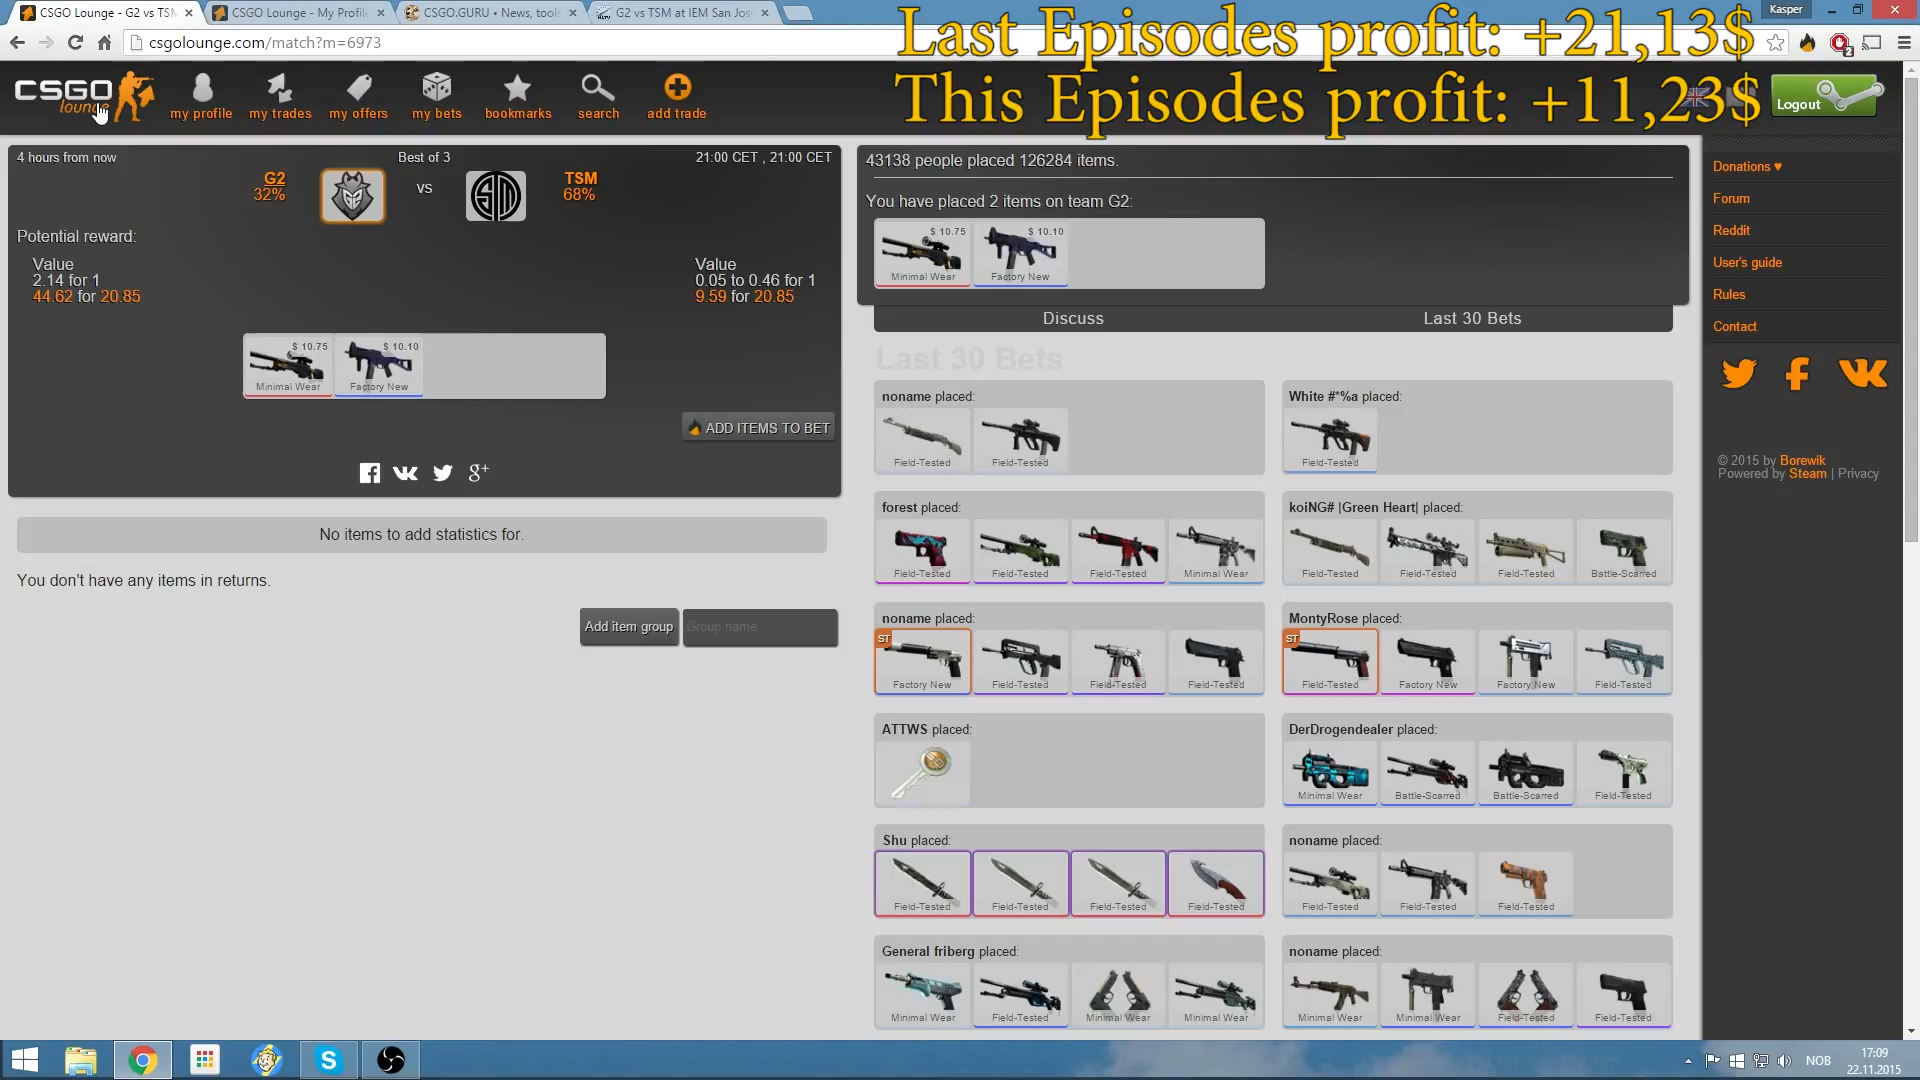 CSGO Lounge - G2 vs TSM
CSGO Lounge - My Profile
CSGO.GURU • News, tools
G2 vs TSM at IEM San Jos
Kasper
csgolounge.com/match?m=6973
Last Episodes profit: +21,13$
This Episodes profit: +11,23$
CSGO
lounge
my profile
my trades
my offers
my bets
bookmarks
search
add trade
Logout
4 hours from now
Best of 3
21:00 CET , 21:00 CET
G2
32%
VS
TSM
68%
Potential reward:
Value
2.14 for 1
44.62 for 20.85
Value
0.05 to 0.46 for 1
9.59 for 20.85
$ 10.75
Minimal Wear
$ 10.10
Factory New
ADD ITEMS TO BET
No items to add statistics for.
You don't have any items in returns.
Add item group
Group name
43138 people placed 126284 items.
You have placed 2 items on team G2:
$ 10.75
Minimal Wear
$ 10.10
Factory New
Discuss
Last 30 Bets
Last 30 Bets
noname placed:
Field-Tested
Field-Tested
White #*%a placed:
Field-Tested
forest placed:
Field-Tested
Field-Tested
Field-Tested
Minimal Wear
koiNG# |Green Heart| placed:
Field-Tested
Field-Tested
Field-Tested
Battle-Scarred
noname placed:
ST
Factory New
Field-Tested
Field-Tested
Field-Tested
MontyRose placed:
ST
Field-Tested
Factory New
Factory New
Field-Tested
ATTWS placed:
DerDrogendealer placed:
Minimal Wear
Battle-Scarred
Battle-Scarred
Field-Tested
Shu placed:
Field-Tested
Field-Tested
Field-Tested
Field-Tested
noname placed:
Field-Tested
Field-Tested
Field-Tested
General friberg placed:
Minimal Wear
Field-Tested
Minimal Wear
Minimal Wear
noname placed:
Minimal Wear
Minimal Wear
Field-Tested
Field-Tested
Donations ♥
Forum
Reddit
User's guide
Rules
Contact
© 2015 by Borewik
Powered by Steam | Privacy
NOB
17:09
22.11.2015